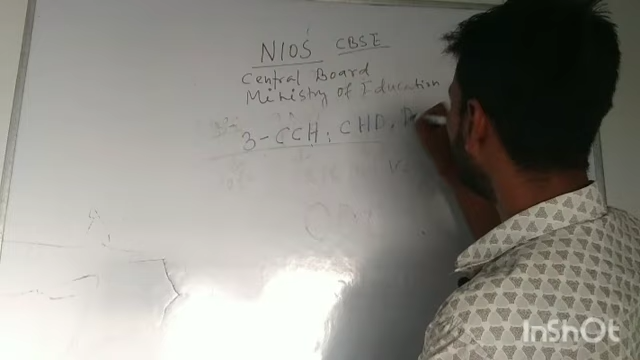 NIOS CBSE
Central Board
Ministry of Education
3-CCH, CHD,
InShOt